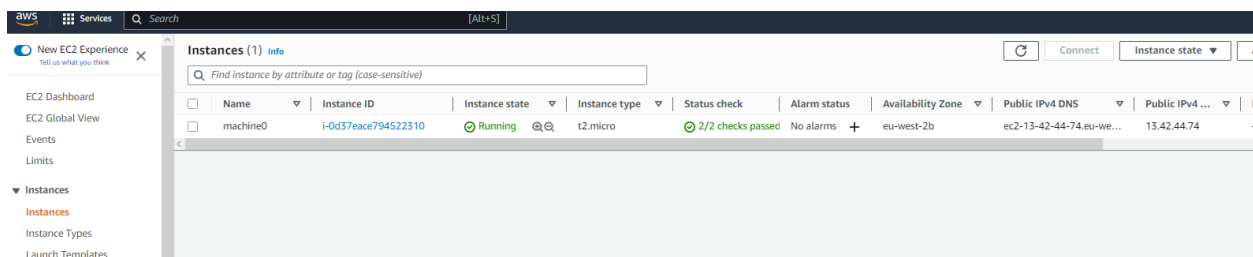 aws Services Search [Alt+S]
New EC2 Experience
Tell us what you think
EC2 Dashboard
EC2 Global View
Events
Limits
Instances
Instances
Instance Types
Launch Templates
Instances (1) Info
Connect Instance state
Find instance by attribute or tag (case-sensitive)
Name Instance ID Instance state Instance type Status check Alarm status Availability Zone Public IPv4 DNS Public IPv4 ...
machine0 i-0d37eace794522310 Running t2.micro 2/2 checks passed No alarms + eu-west-2b ec2-13-42-44-74.eu-we... 13.42.44.74